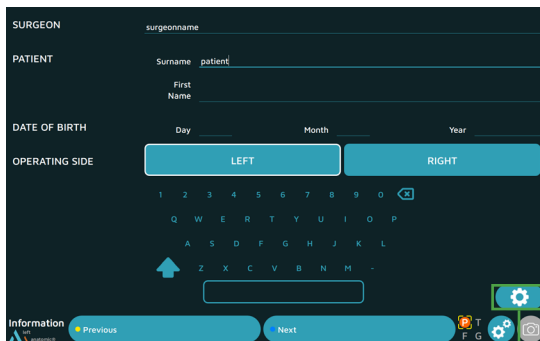 SURGEON surgeonname
PATIENT Surname patient
First
Name
DATE OF BIRTH Day Month Year
OPERATING SIDE LEFT RIGHT
1 2 3 4 5 6 7 8 9 0
Q W E R T Y U I O P
A S D F G H J K L
Z X C V B N M -
Information
left
Previous
Next
P T
F G